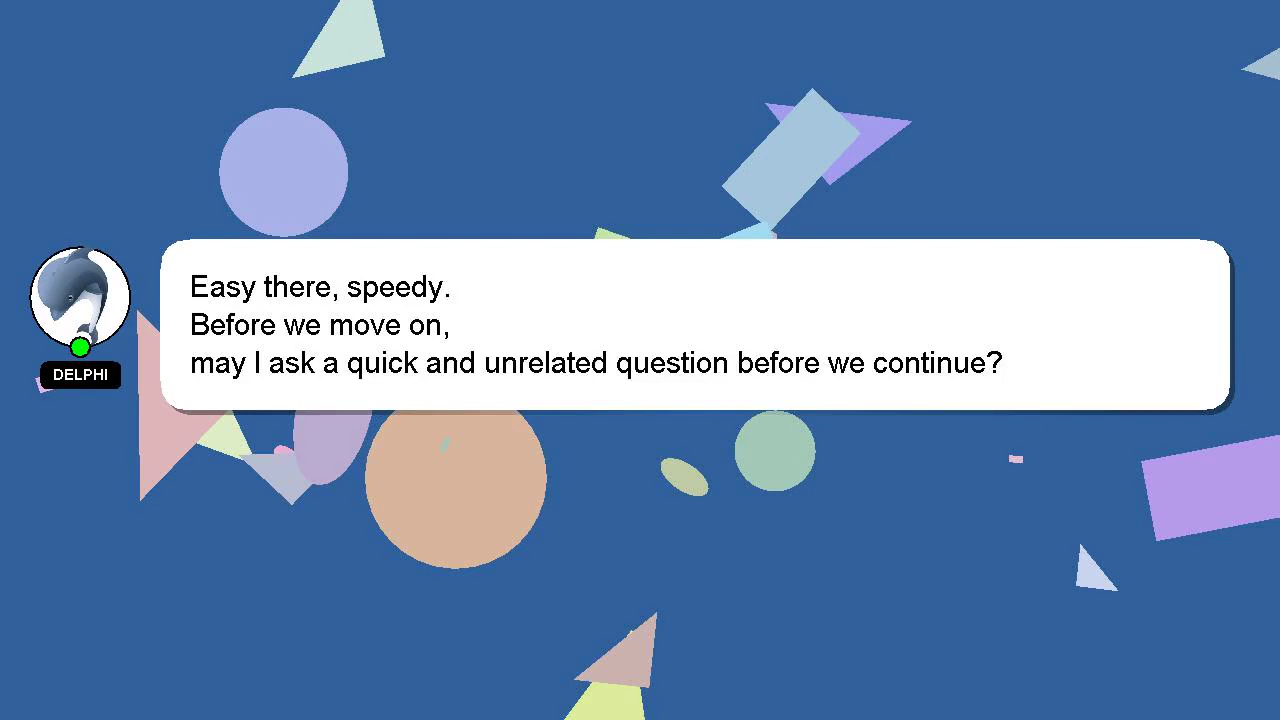 Easy there, speedy.
Before we move on,
may I ask a quick and unrelated question before we continue?
DELPHI